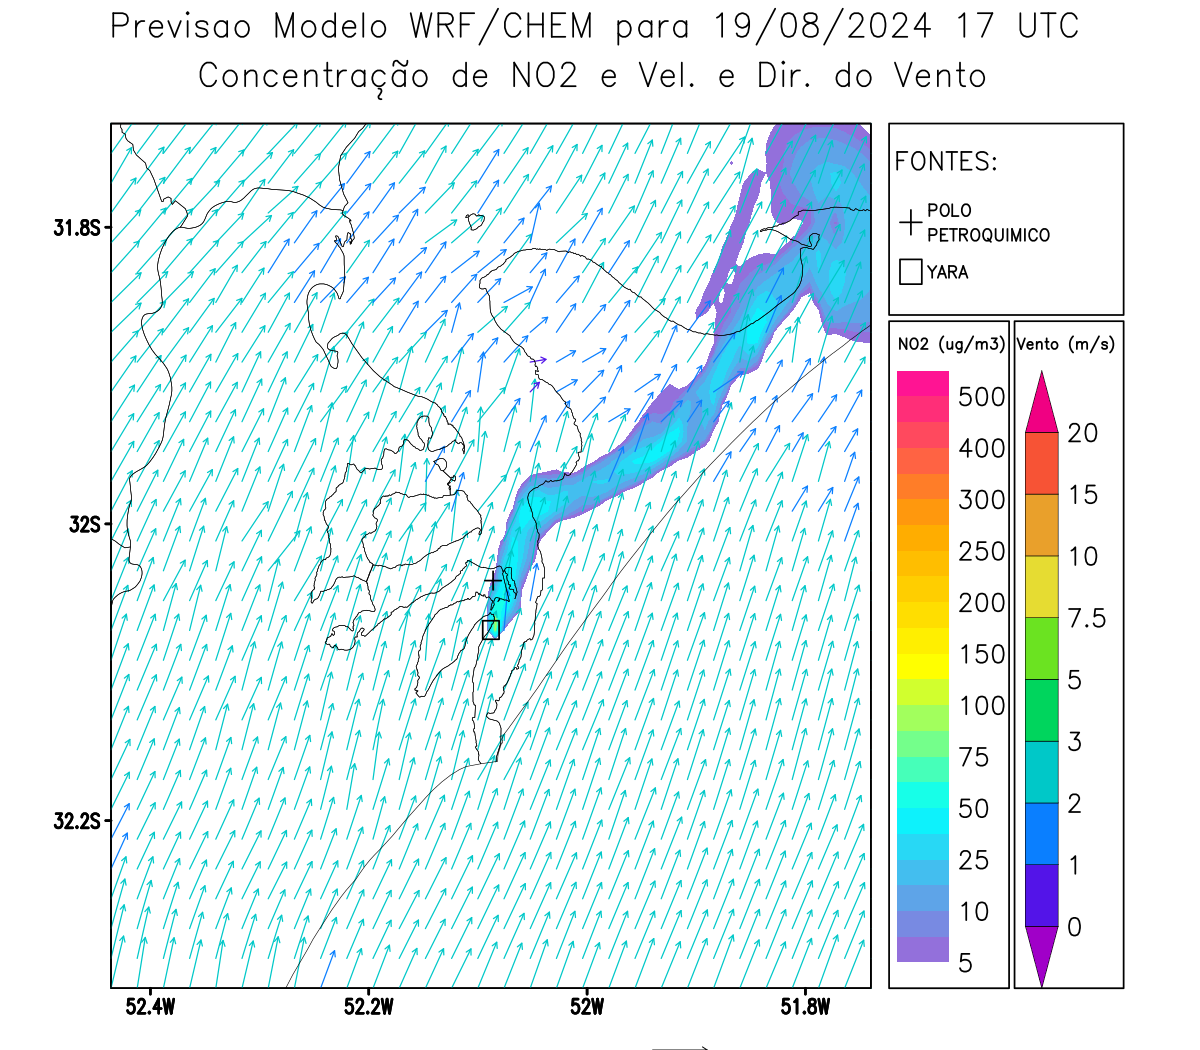 Previsao Modelo WRF/CHEM para 19/08/2024 17 UTC
Concentração de NO2 e Vel. e Dir. do Vento
FONTES:
POLO
PETROQUIMICO
YARA
NO2 (ug/m3)
500
400
300
250
200
150
100
75
50
25
10
5
Vento (m/s)
20
15
10
7.5
5
3
2
1
0
31.8S
32S
32.2S
52.4W
52.2W
52W
51.8W